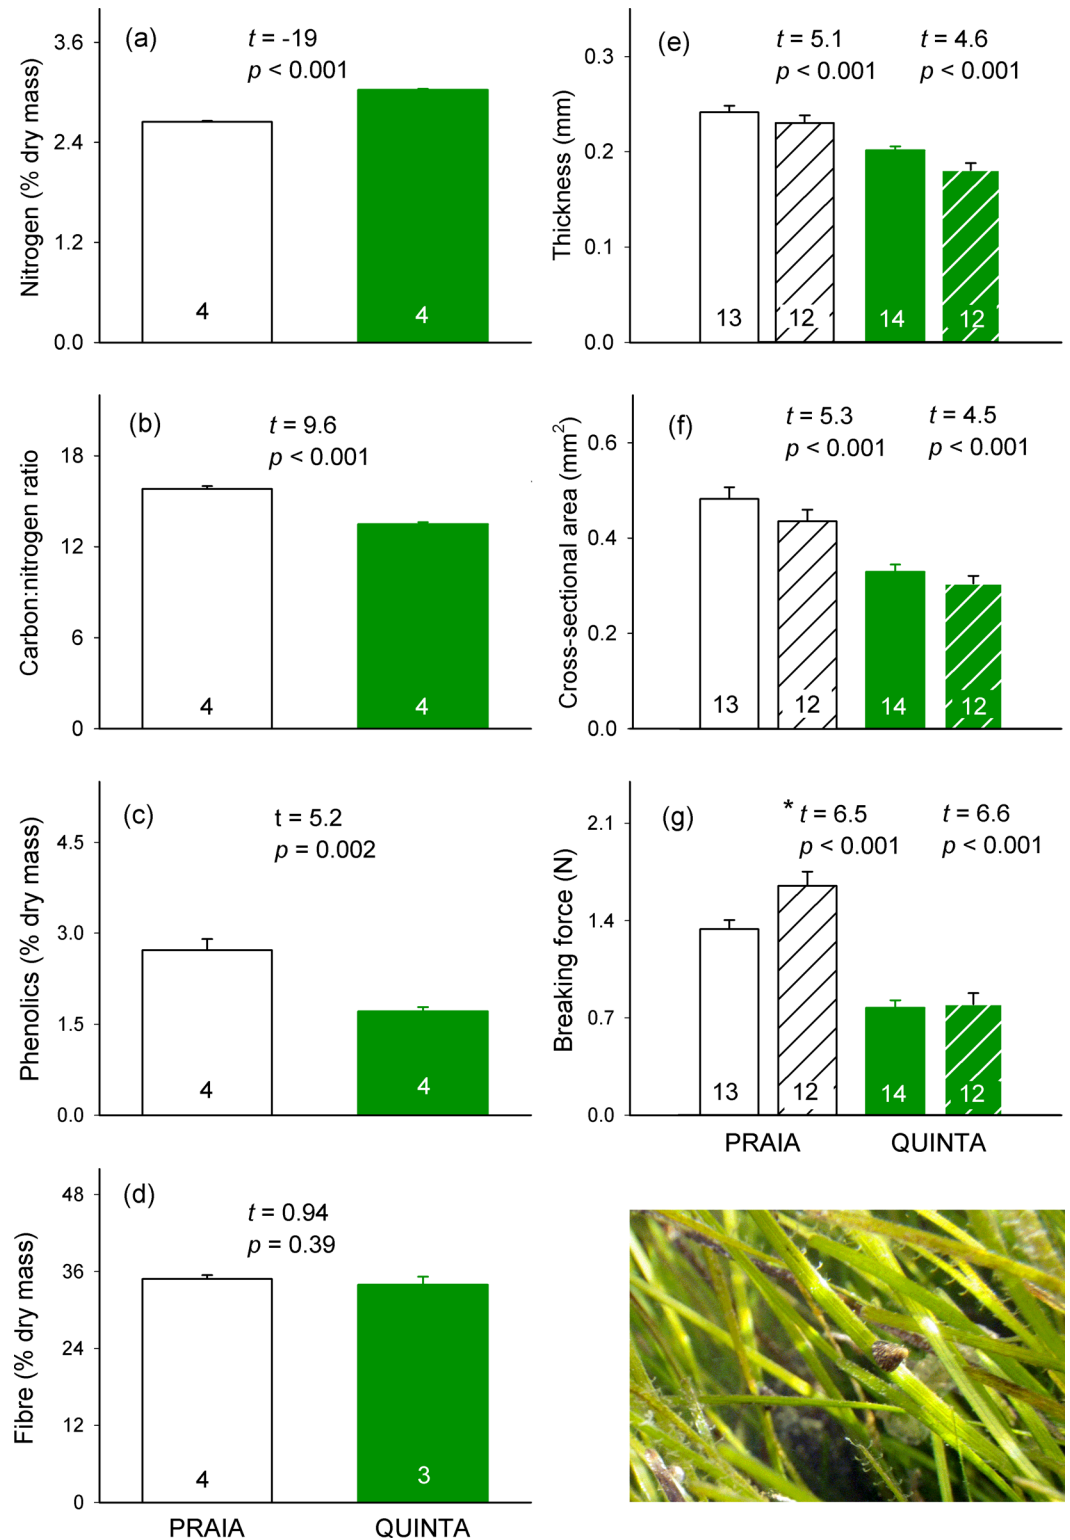 (a)
t = -19
p < 0.001
Nitrogen (% dry mass)
3.6
2.4
1.2
0.0
4
4
(b)
t = 9.6
p < 0.001
Carbon:nitrogen ratio
18
12
6
0
4
4
(c)
t = 5.2
p = 0.002
Phenolics (% dry mass)
4.5
3.0
1.5
0.0
4
4
(d)
t = 0.94
p = 0.39
Fibre (% dry mass)
48
36
24
12
0
4
3
PRAIA QUINTA
(e)
t = 5.1 t = 4.6
p < 0.001 p < 0.001
Thickness (mm)
0.3
0.2
0.1
0.0
13 12 14 12
(f)
t = 5.3 t = 4.5
p < 0.001 p < 0.001
Cross-sectional area (mm²)
0.6
0.4
0.2
0.0
13 12 14 12
(g)
* t = 6.5 t = 6.6
p < 0.001 p < 0.001
Breaking force (N)
2.1
1.4
0.7
0.0
13 12 14 12
PRAIA QUINTA